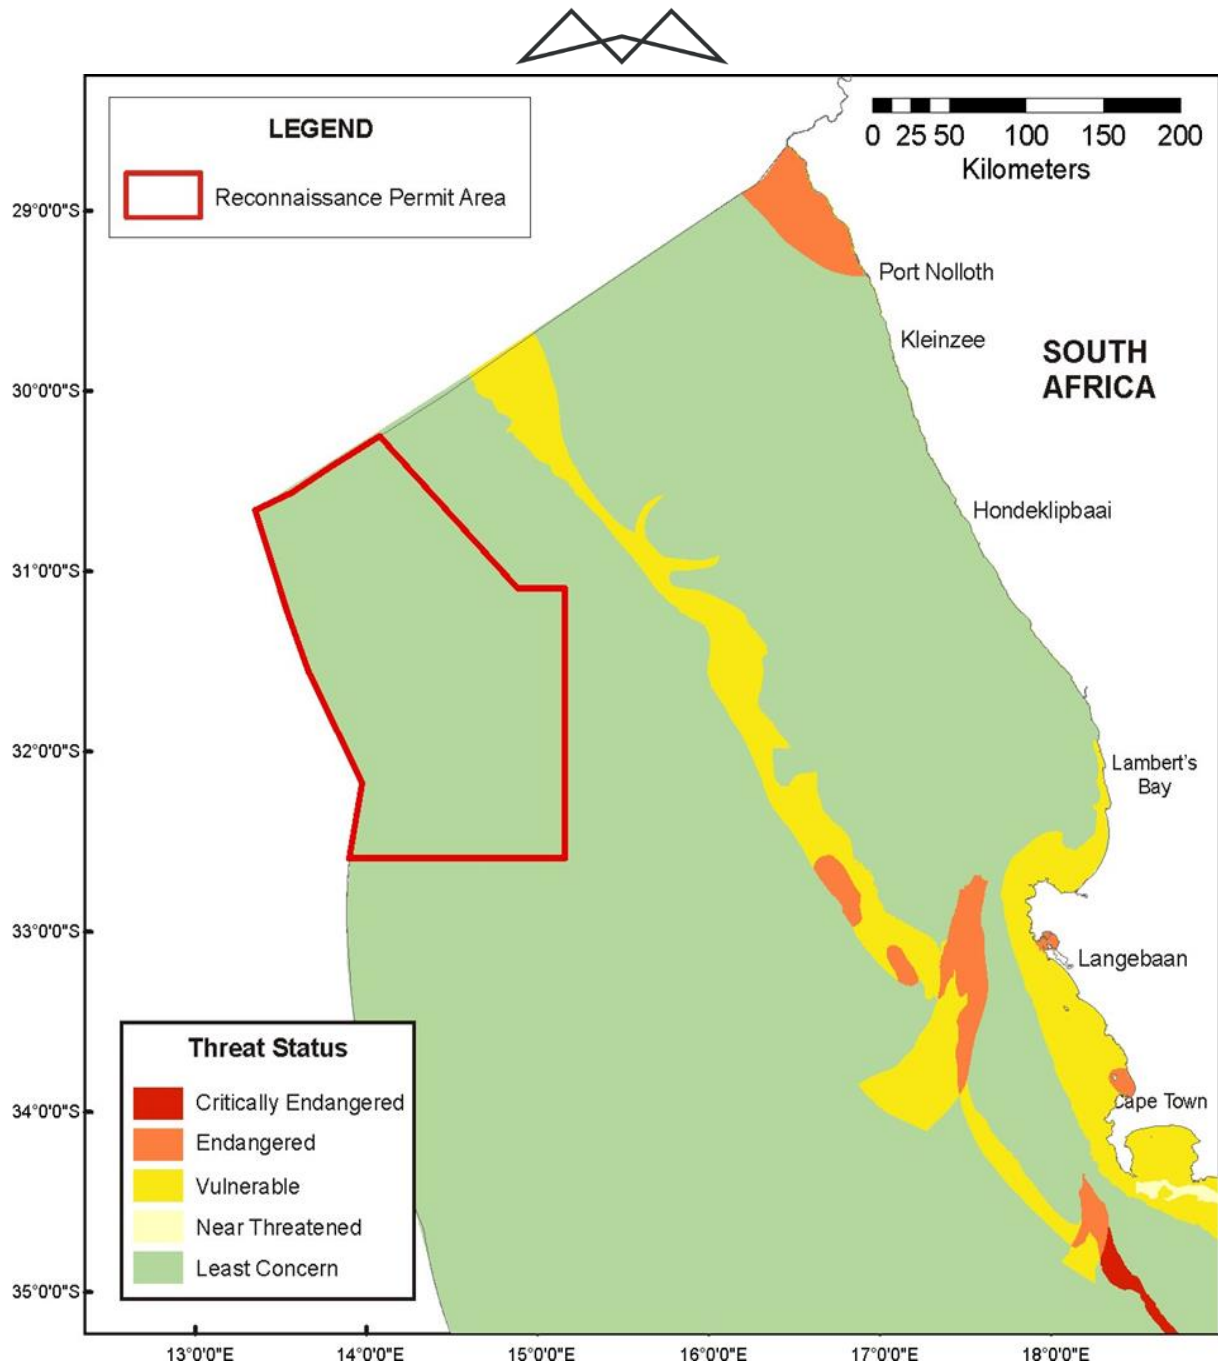 LEGEND
Reconnaissance Permit Area
0 25 50 100 150 200
Kilometers
29°0'0"S
Port Nolloth
Kleinzee
SOUTH
AFRICA
30°0'0"S
Hondeklipbaai
31°0'0"S
32°0'0"S
Lambert's
Bay
33°0'0"S
Langebaan
Threat Status
Critically Endangered
Endangered
Vulnerable
Near Threatened
Least Concern
34°0'0"S
Cape Town
35°0'0"S
13°0'0"E 14°0'0"E 15°0'0"E 16°0'0"E 17°0'0"E 18°0'0"E